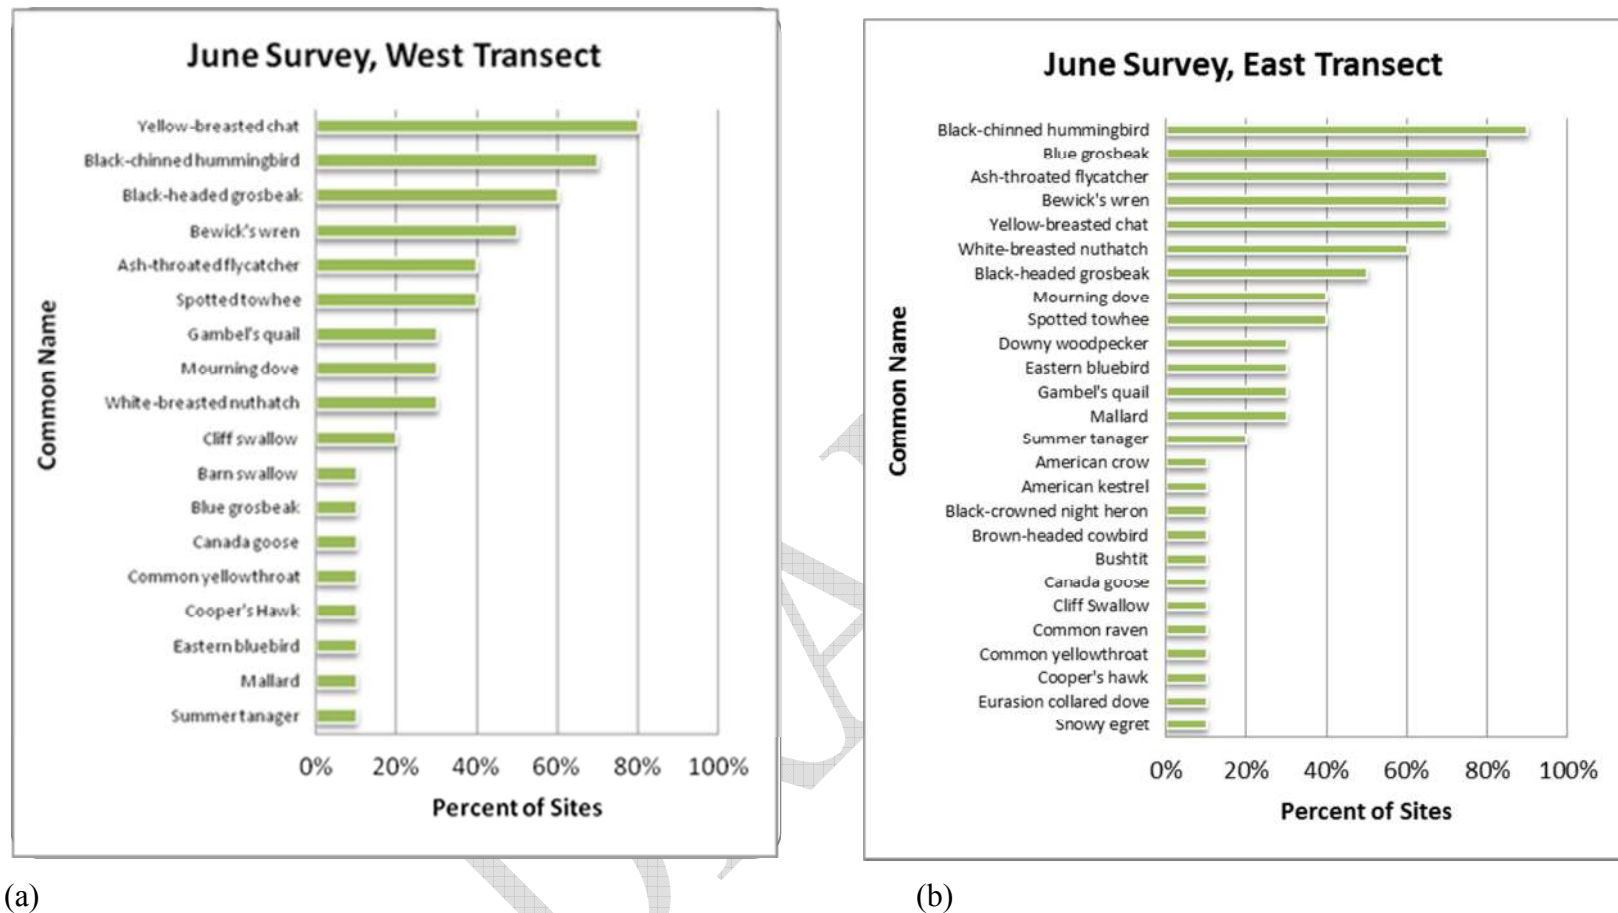 June Survey, West Transect
Common Name
Yellow-breasted chat
Black-chinned hummingbird
Black-headed grosbeak
Bewick's wren
Ash-throated flycatcher
Spotted towhee
Gambel's quail
Mourning dove
White-breasted nuthatch
Cliff swallow
Barn swallow
Blue grosbeak
Canada goose
Common yellowthroat
Cooper's Hawk
Eastern bluebird
Mallard
Summer tanager
0% 20% 40% 60% 80% 100%
Percent of Sites
(a)
June Survey, East Transect
Common Name
Black-chinned hummingbird
Blue grosbeak
Ash-throated flycatcher
Bewick's wren
Yellow-breasted chat
White-breasted nuthatch
Black-headed grosbeak
Mourning dove
Spotted towhee
Downy woodpecker
Eastern bluebird
Gambel's quail
Mallard
Summer tanager
American crow
American kestrel
Black-crowned night heron
Brown-headed cowbird
Bushtit
Canada goose
Cliff Swallow
Common raven
Common yellowthroat
Cooper's hawk
Eurasion collared dove
Snowy egret
0% 20% 40% 60% 80% 100%
Percent of Sites
(b)